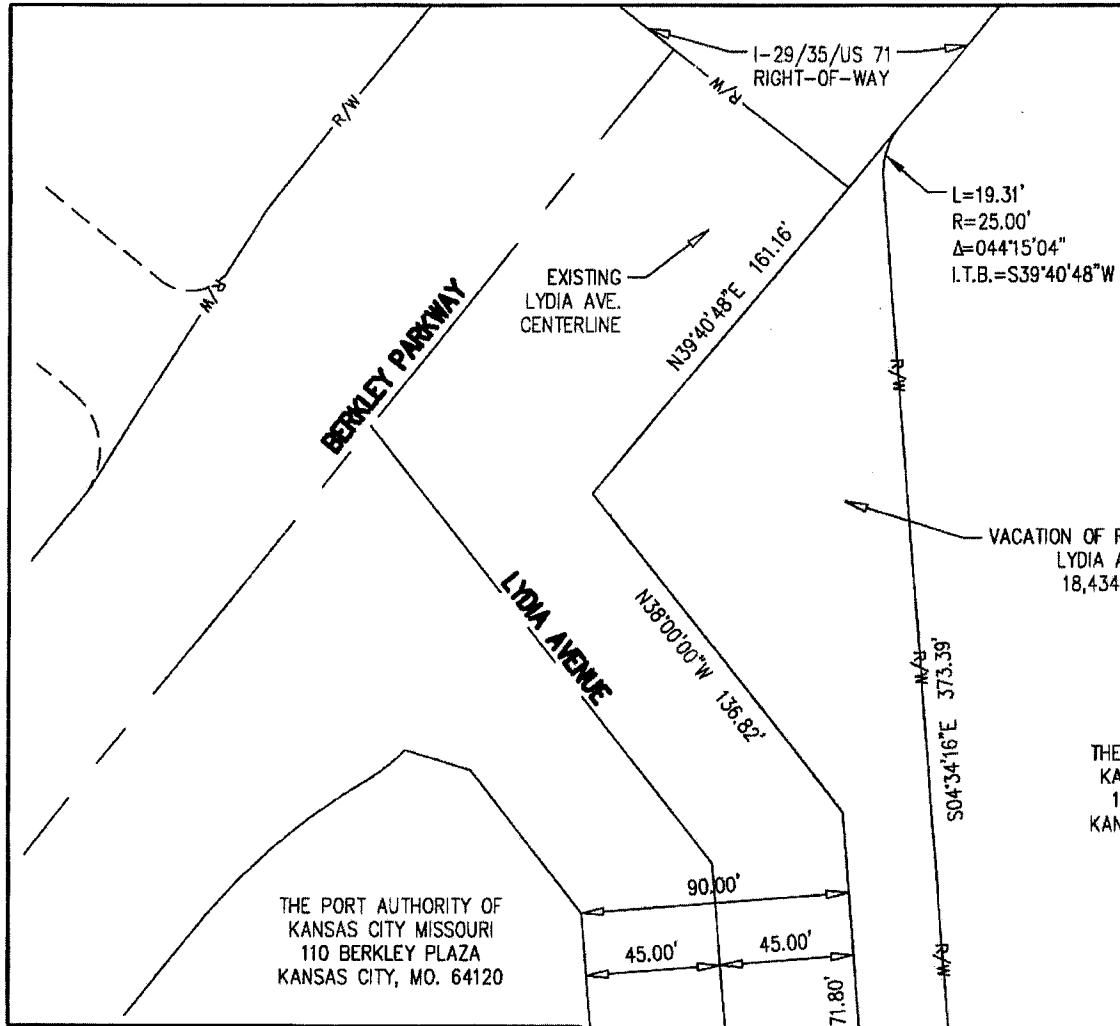 I-29/35/US 71
RIGHT-OF-WAY
R/W
R/W
L=19.31'
R=25.00'
Δ=044°15'04"
I.T.B.=S39°40'48"W
EXISTING
LYDIA AVE.
CENTERLINE
N39°40'48"E 161.16'
R/W
BERKLEY PARKWAY
R/W
VACATION OF
LYDIA
18,434
LYDIA AVENUE
N38°00'00"W 136.82'
R/W
S04°34'16"E 373.39'
THE
KA
1
KAN
90.00'
THE PORT AUTHORITY OF
KANSAS CITY MISSOURI
110 BERKLEY PLAZA
KANSAS CITY, MO. 64120
45.00'
45.00'
R/W
71.80'